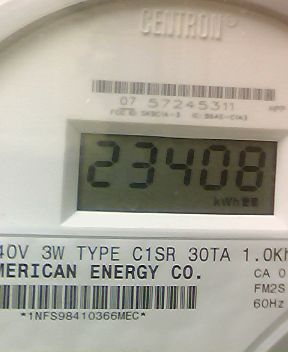 CENTRON
07 57245311
23408
kWh
40V 3W TYPE C1SR 30TA 1.0Kh
MERICAN ENERGY CO.
CA 0
FM2S
60Hz
*1NFS98410366MEC*